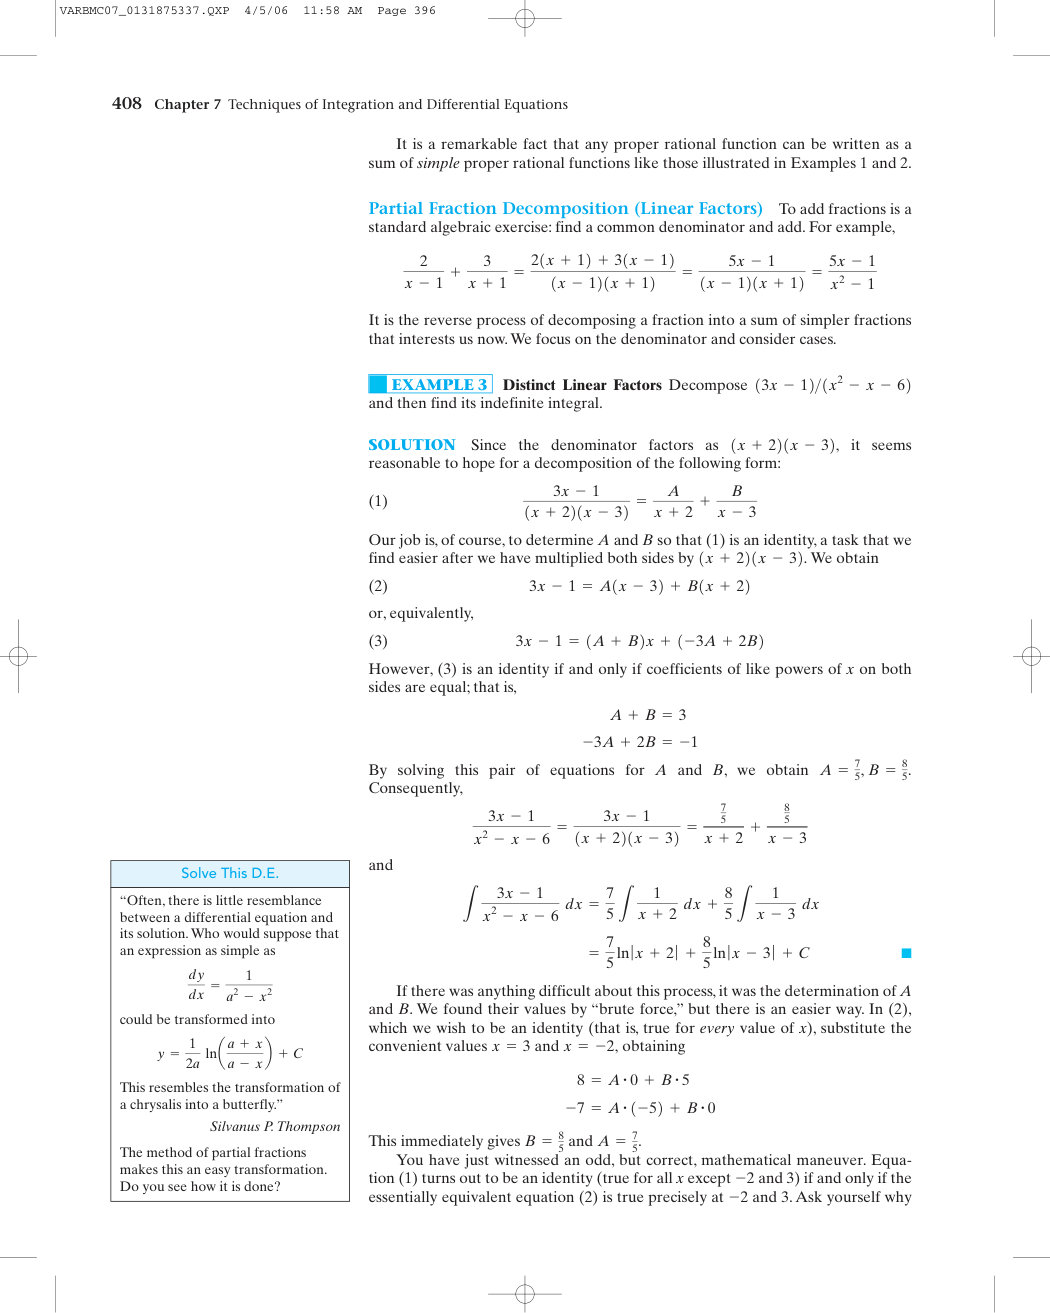 VARBMC07_0131875337.QXP 4/5/06 11:58 AM Page 396
408 Chapter 7 Techniques of Integration and Differential Equations
It is a remarkable fact that any proper rational function can be written as a
sum of simple proper rational functions like those illustrated in Examples 1 and 2.
Partial Fraction Decomposition (Linear Factors) To add fractions is a
standard algebraic exercise: find a common denominator and add. For example,
2/(x − 1) + 3/(x + 1) = (2(x + 1) + 3(x − 1))/((x − 1)(x + 1)) = (5x − 1)/((x − 1)(x + 1)) = (5x − 1)/(x² − 1)
It is the reverse process of decomposing a fraction into a sum of simpler fractions
that interests us now. We focus on the denominator and consider cases.
EXAMPLE 3 Distinct Linear Factors Decompose (3x − 1)/(x² − x − 6)
and then find its indefinite integral.
SOLUTION Since the denominator factors as (x + 2)(x − 3), it seems
reasonable to hope for a decomposition of the following form:
(1) (3x − 1)/((x + 2)(x − 3)) = A/(x + 2) + B/(x − 3)
Our job is, of course, to determine A and B so that (1) is an identity, a task that we
find easier after we have multiplied both sides by (x + 2)(x − 3). We obtain
(2) 3x − 1 = A(x − 3) + B(x + 2)
or, equivalently,
(3) 3x − 1 = (A + B)x + (−3A + 2B)
However, (3) is an identity if and only if coefficients of like powers of x on both
sides are equal; that is,
A + B = 3
−3A + 2B = −1
By solving this pair of equations for A and B, we obtain A = 7/5, B = 8/5.
Consequently,
(3x − 1)/(x² − x − 6) = (3x − 1)/((x + 2)(x − 3)) = (7/5)/(x + 2) + (8/5)/(x − 3)
and
∫ (3x − 1)/(x² − x − 6) dx = 7/5 ∫ 1/(x + 2) dx + 8/5 ∫ 1/(x − 3) dx
= 7/5 ln|x + 2| + 8/5 ln|x − 3| + C
If there was anything difficult about this process, it was the determination of A
and B. We found their values by “brute force,” but there is an easier way. In (2),
which we wish to be an identity (that is, true for every value of x), substitute the
convenient values x = 3 and x = −2, obtaining
8 = A · 0 + B · 5
−7 = A · (−5) + B · 0
This immediately gives B = 8/5 and A = 7/5.
You have just witnessed an odd, but correct, mathematical maneuver. Equa-
tion (1) turns out to be an identity (true for all x except −2 and 3) if and only if the
essentially equivalent equation (2) is true precisely at −2 and 3. Ask yourself why
Solve This D.E.
“Often, there is little resemblance
between a differential equation and
its solution. Who would suppose that
an expression as simple as
dy/dx = 1/(a² − x²)
could be transformed into
y = 1/2a ln((a + x)/(a − x)) + C
This resembles the transformation of
a chrysalis into a butterfly.”
Silvanus P. Thompson
The method of partial fractions
makes this an easy transformation.
Do you see how it is done?